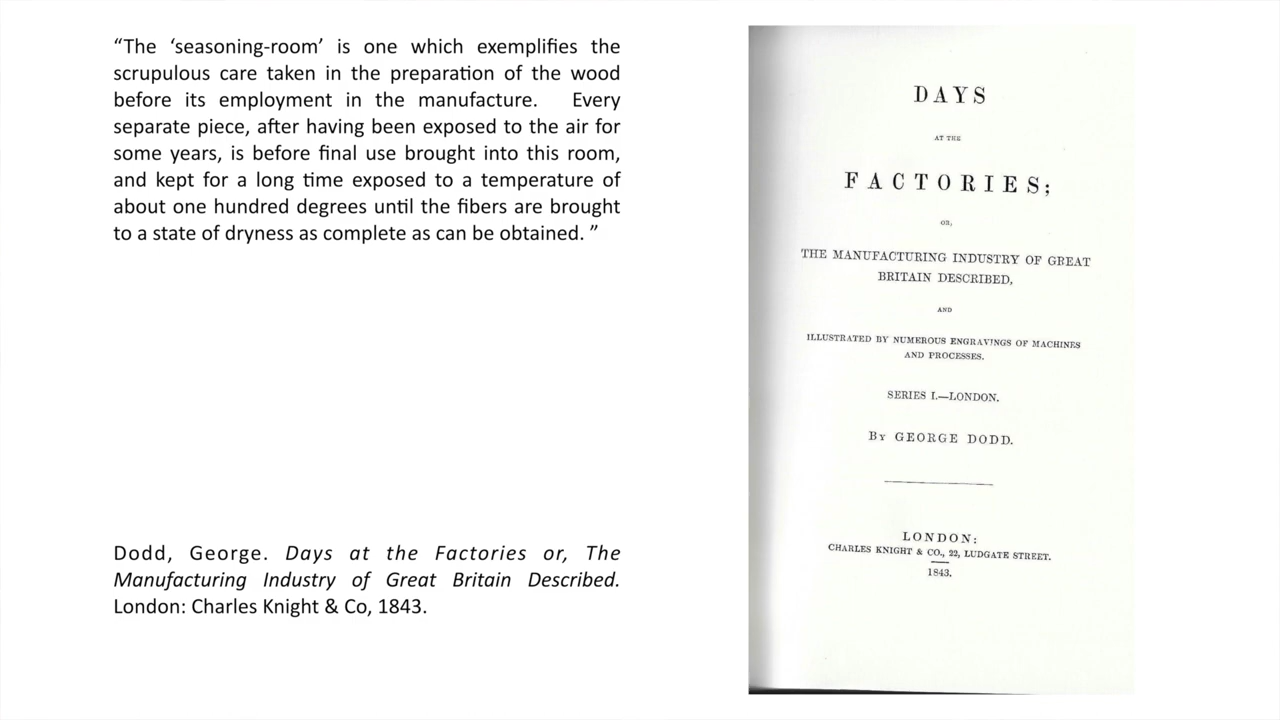 “The ‘seasoning-room’ is one which exemplifies the
scrupulous care taken in the preparation of the wood
before its employment in the manufacture. Every
separate piece, after having been exposed to the air for
some years, is before final use brought into this room,
and kept for a long time exposed to a temperature of
about one hundred degrees until the fibers are brought
to a state of dryness as complete as can be obtained. ”
Dodd, George. Days at the Factories or, The
Manufacturing Industry of Great Britain Described.
London: Charles Knight & Co, 1843.
DAYS
AT THE
FACTORIES;
OR,
THE MANUFACTURING INDUSTRY OF GREAT
BRITAIN DESCRIBED,
AND
ILLUSTRATED BY NUMEROUS ENGRAVINGS OF MACHINES
AND PROCESSES.
SERIES I.—LONDON.
By GEORGE DODD.
LONDON:
CHARLES KNIGHT & CO., 22, LUDGATE STREET.
1843.